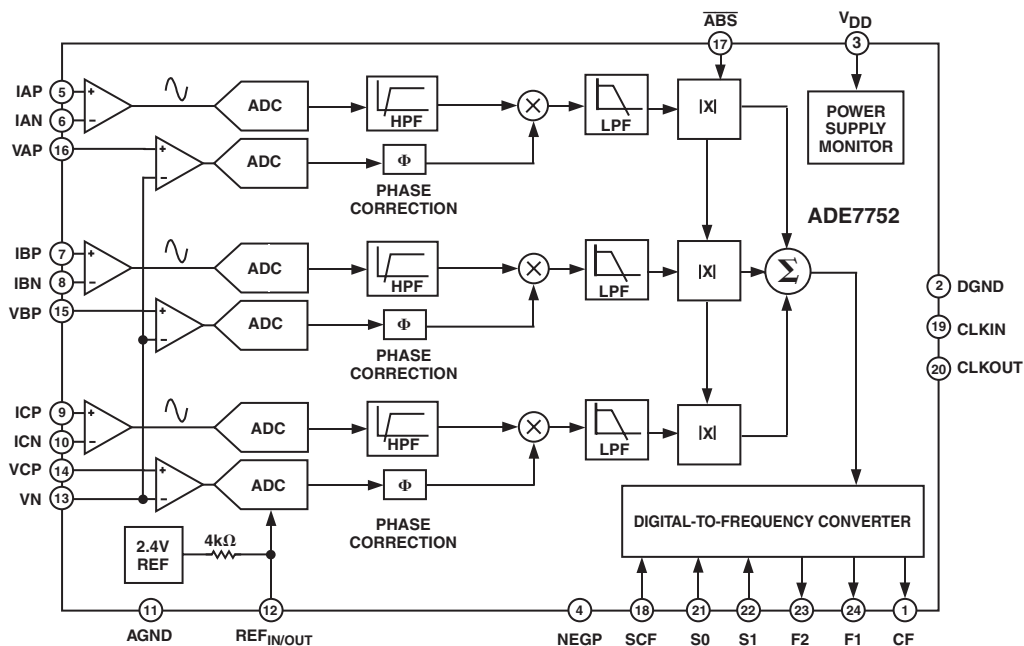 ABS
VDD
17
3
IAP 5 + ADC HPF × LPF |X|
IAN 6 –
POWER
SUPPLY
MONITOR
VAP 16 + – ADC Φ
PHASE
CORRECTION
ADE7752
IBP 7 + ADC HPF × LPF |X| Σ
IBN 8 –
VBP 15 + – ADC Φ
PHASE
CORRECTION
2 DGND
19 CLKIN
20 CLKOUT
ICP 9 + ADC HPF × LPF |X|
ICN 10 –
VCP 14 + ADC Φ
VN 13 –
PHASE
CORRECTION
DIGITAL-TO-FREQUENCY CONVERTER
2.4V
REF
4kΩ
11 12 4 18 21 22 23 24 1
AGND REFIN/OUT NEGP SCF S0 S1 F2 F1 CF